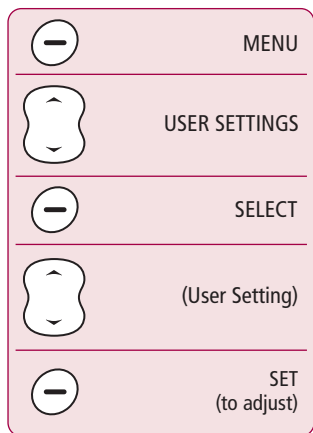 MENU
USER SETTINGS
SELECT
(User Setting)
SET
(to adjust)